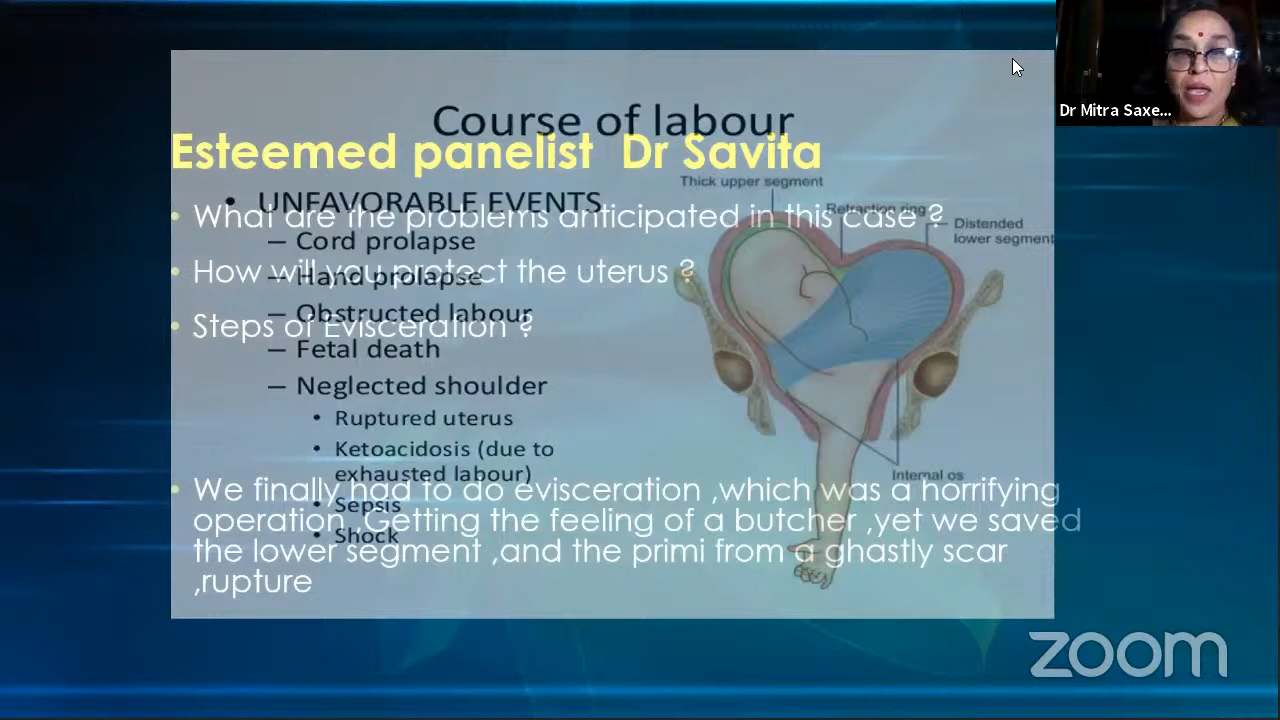 Dr Mitra Saxe...
Course of labour
Esteemed panelist Dr Savita
Thick upper segment
• UNFAVORABLE EVENTS
• What are the problems anticipated in this case ?
Retraction ring
Distended
lower segment
– Cord prolapse
• How will you protect the uterus ?
– Hand prolapse
– Obstructed labour
• Steps of Evisceration ?
– Fetal death
– Neglected shoulder
• Ruptured uterus
• Ketoacidosis (due to
exhausted labour)
Internal os
• We finally had to do evisceration ,which was a horrifying
• Sepsis
operation ,Getting the feeling of a butcher ,yet we saved
• Shock
the lower segment ,and the primi from a ghastly scar
,rupture
zoom